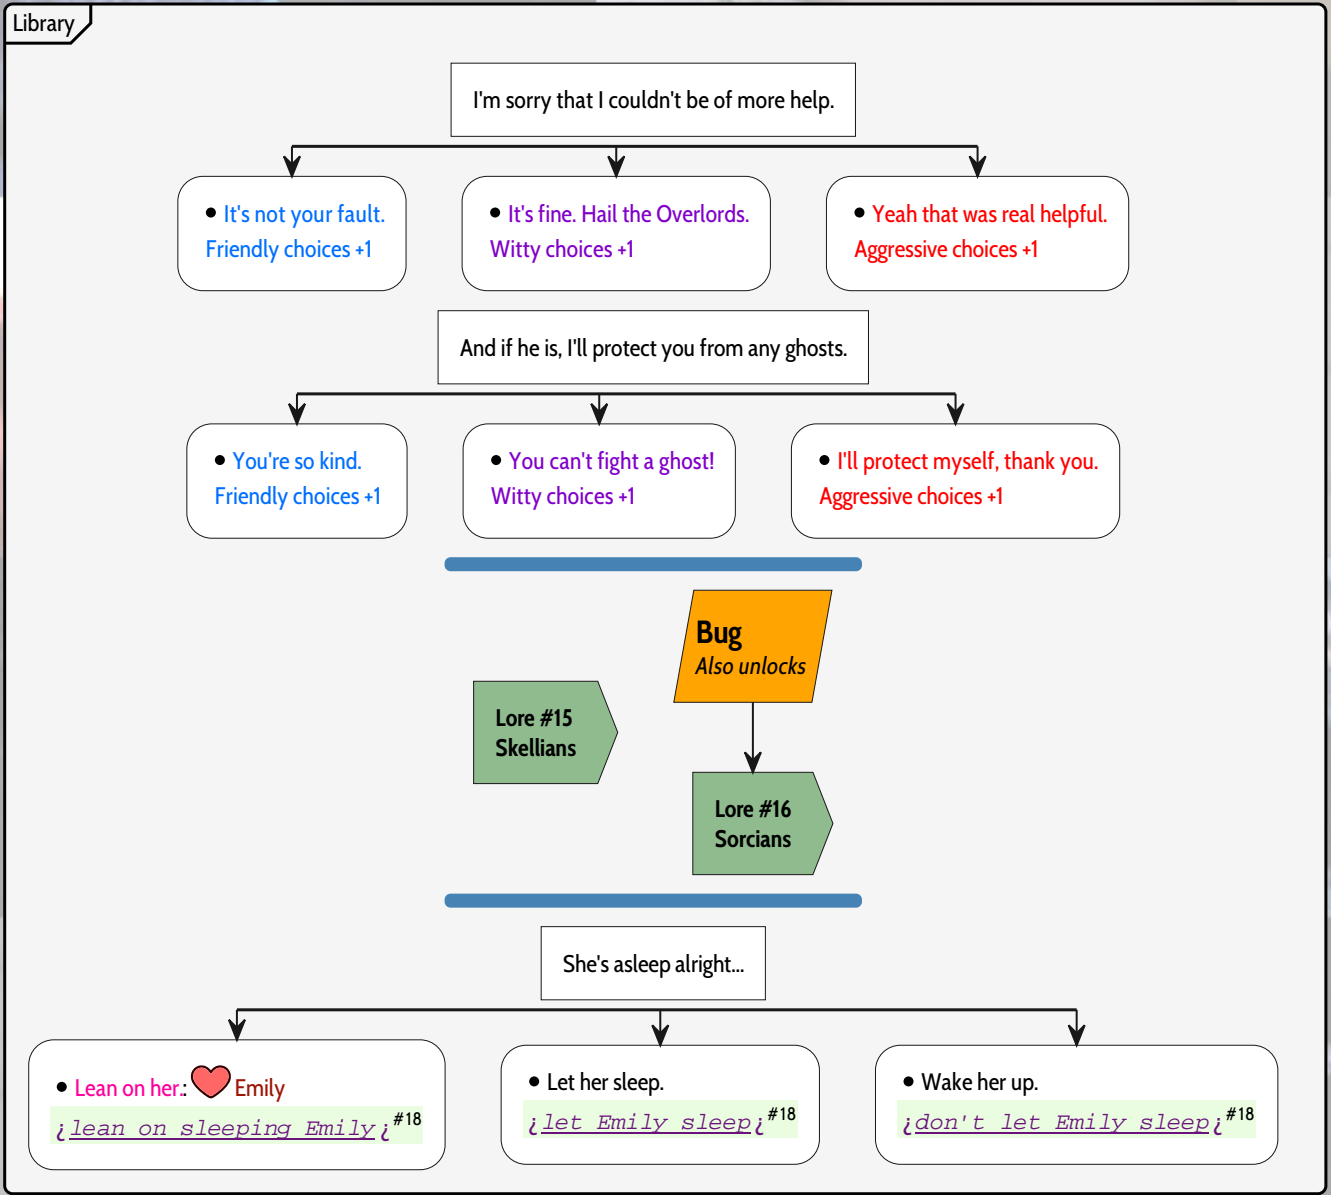 Library
I'm sorry that I couldn't be of more help.
• It's not your fault.
Friendly choices +1
• It's fine. Hail the Overlords.
Witty choices +1
• Yeah that was real helpful.
Aggressive choices +1
And if he is, I'll protect you from any ghosts.
• You're so kind.
Friendly choices +1
• You can't fight a ghost!
Witty choices +1
• I'll protect myself, thank you.
Aggressive choices +1
Bug
Also unlocks
Lore #15
Skellians
Lore #16
Sorcians
She's asleep alright...
• Lean on her.: Emily
¿lean on sleeping Emily¿#18
• Let her sleep.
¿let Emily sleep¿#18
• Wake her up.
¿don't let Emily sleep¿#18